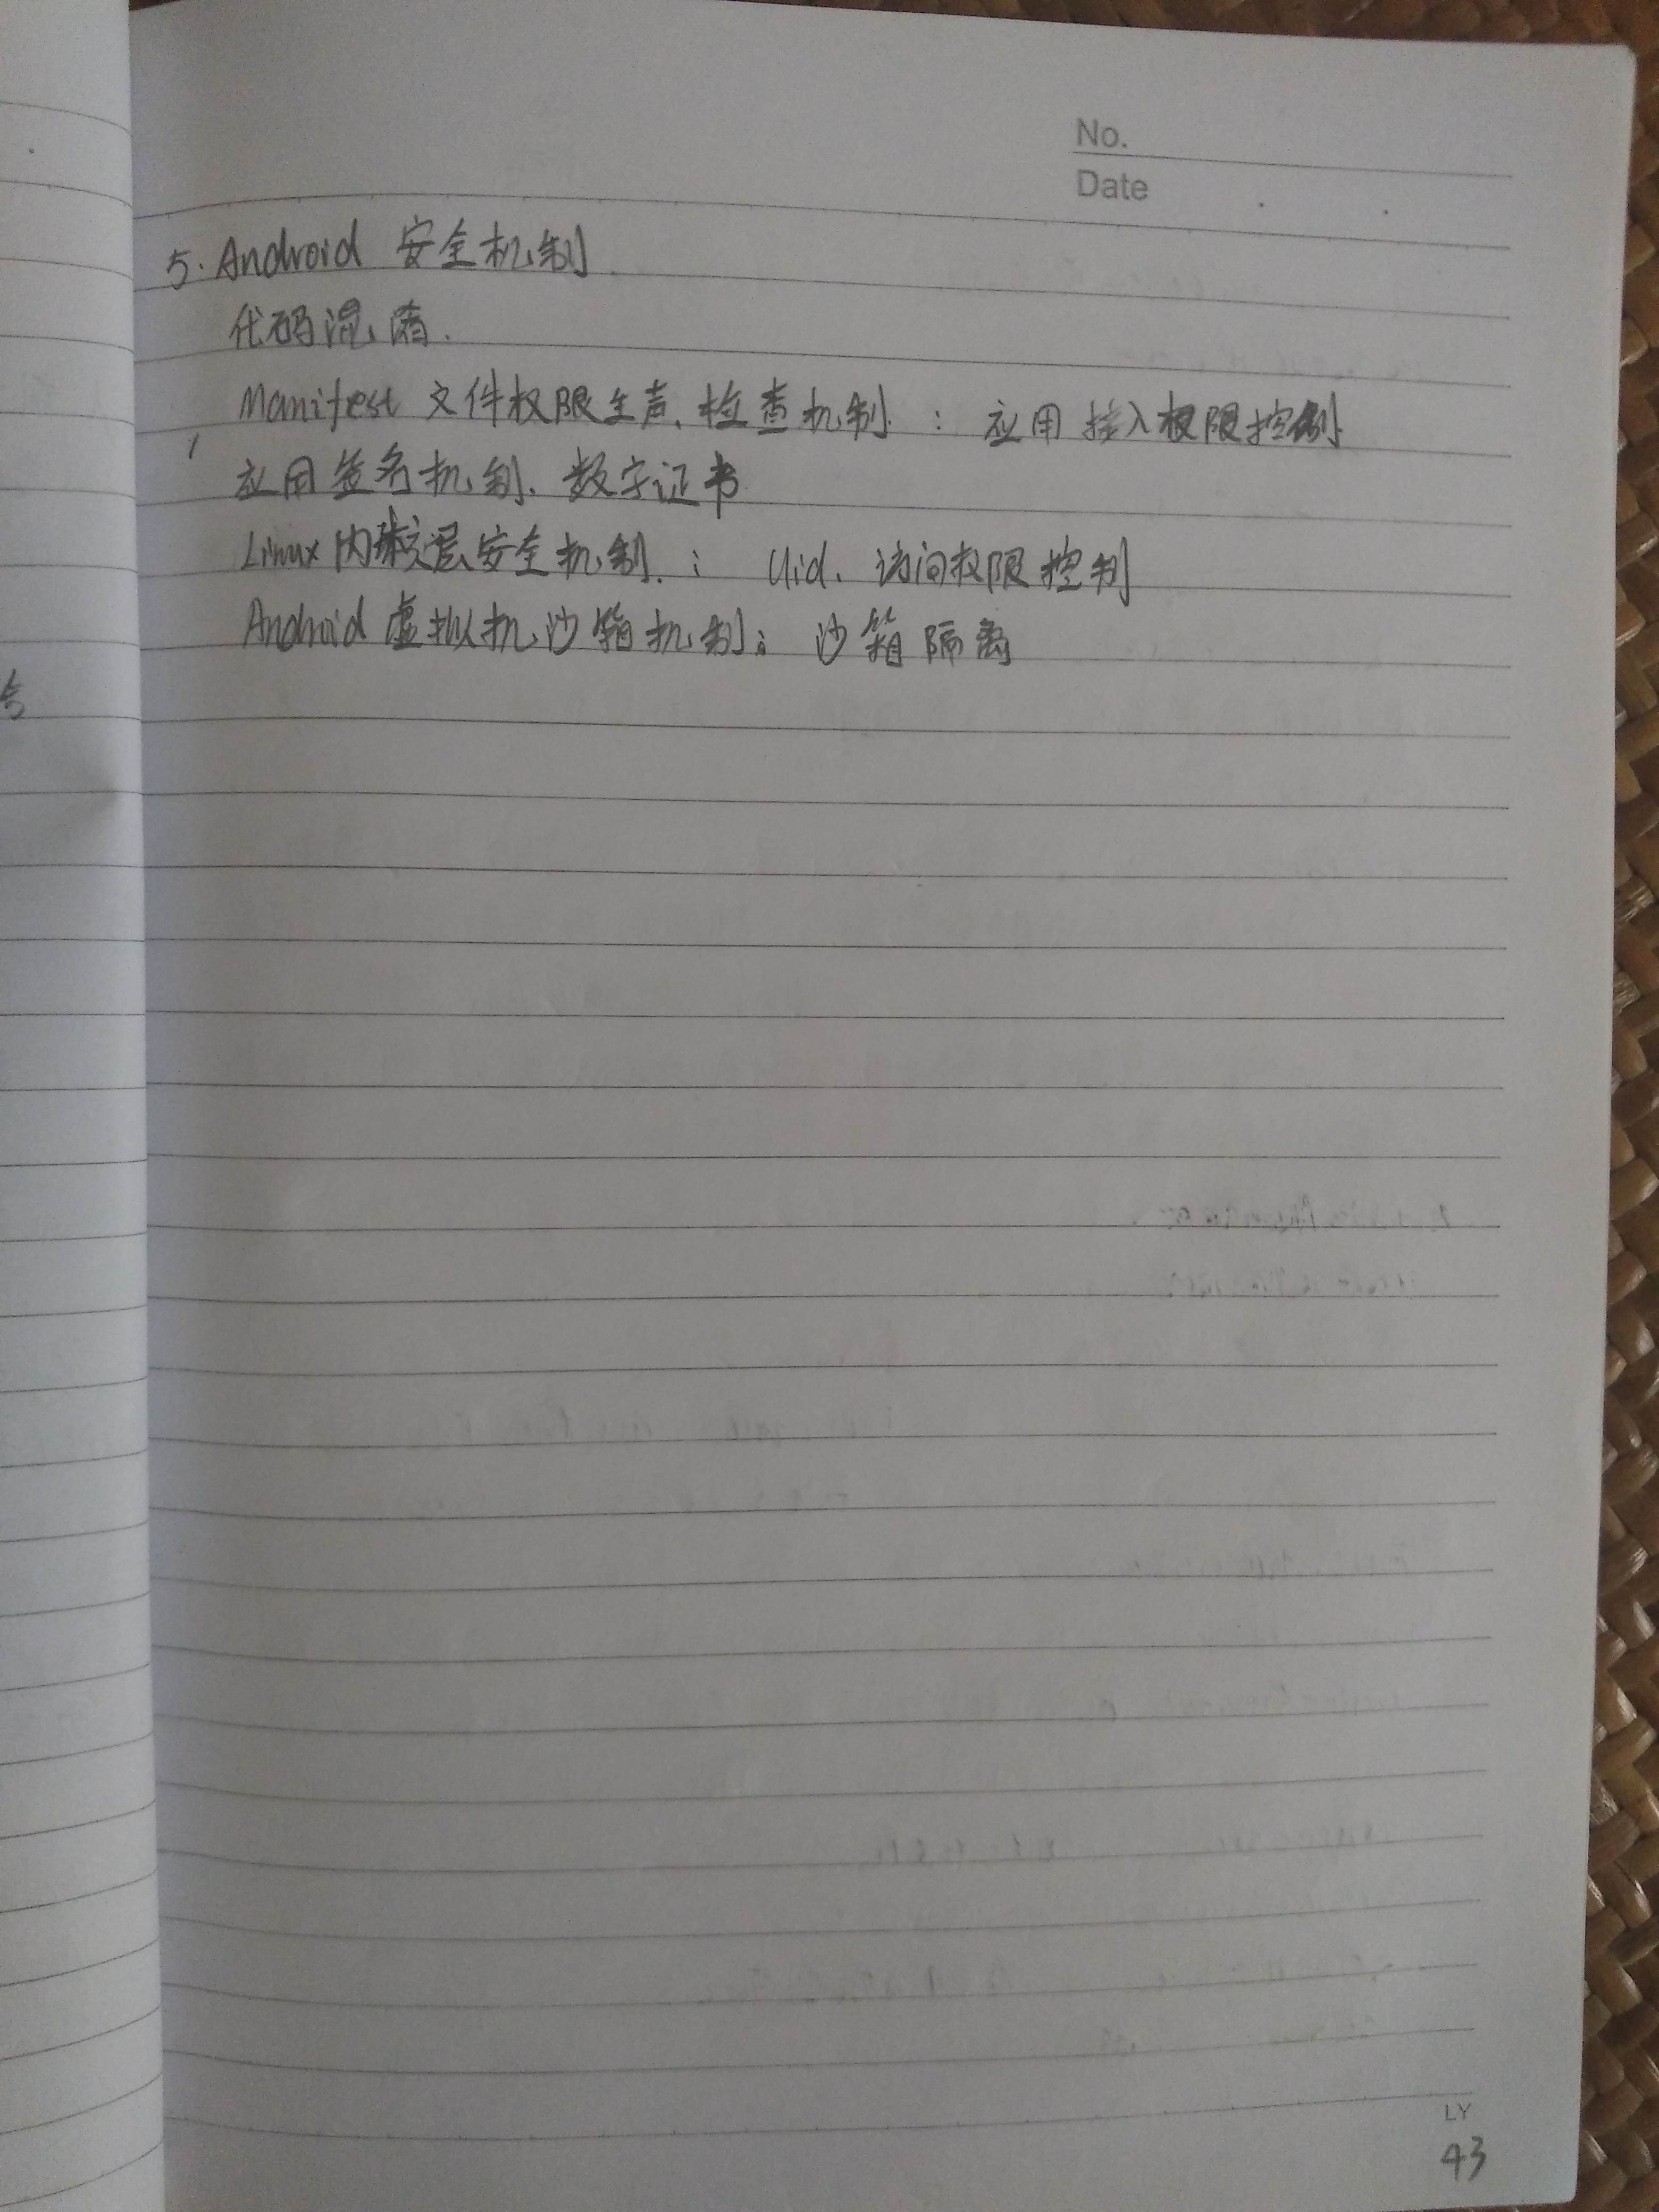 No.
Date
5. Android 安全机制
代码混淆.
Manifest 文件权限生声、检查机制 : 应用接入权限控制
应用签名机制、数字证书
Linux 内核层安全机制. : Uid、访问权限控制
Android 虚拟机沙箱机制: 沙箱隔离
LY
43